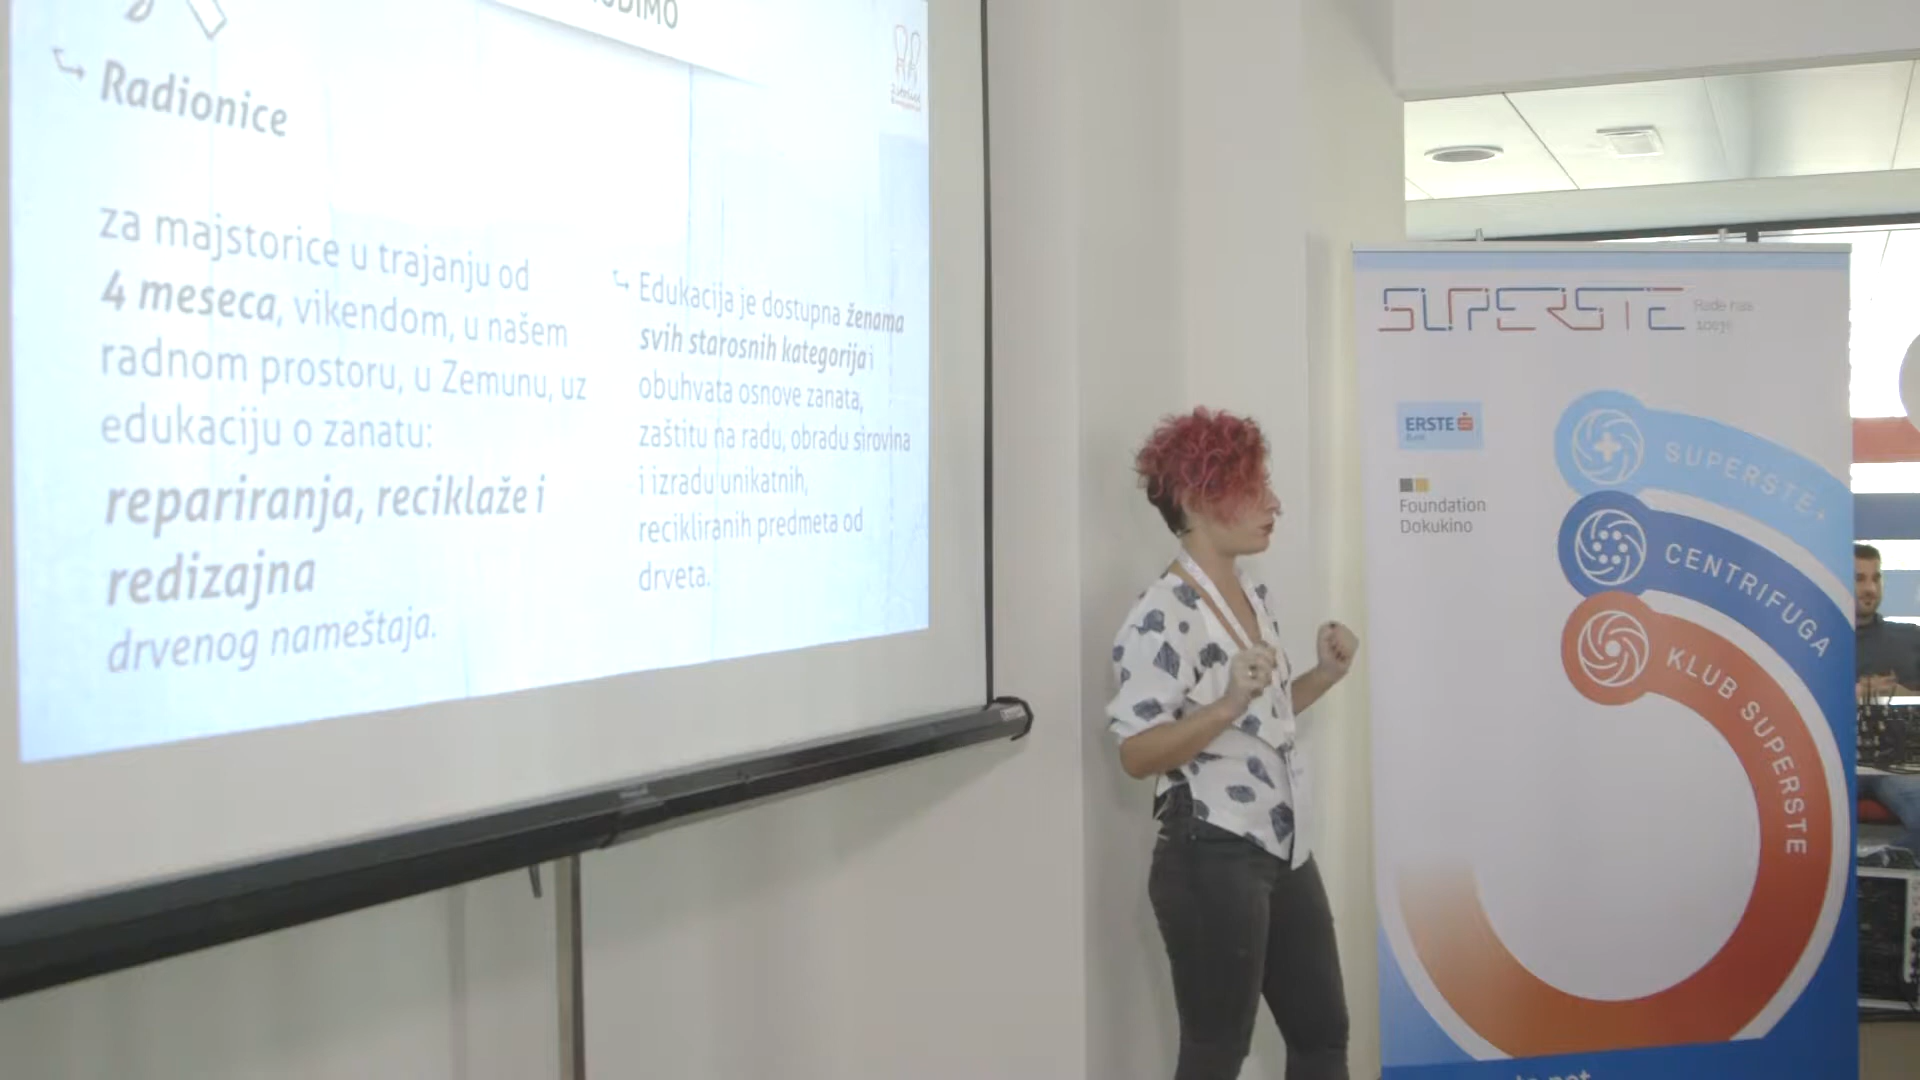 Radionice
za majstorice u trajanju od
4 meseca, vikendom, u našem
radnom prostoru, u Zemunu, uz
edukaciju o zanatu:
repariranja, reciklaže i
redizajna
drvenog nameštaja.
Edukacija je dostupna ženama
svih starosnih kategorija i
obuhvata osnove zanata,
zaštitu na radu, obradu sirovina
i izradu unikatnih,
recikliranih predmeta od
drveta.
SUPERSTE
ERSTE
Bank
Foundation
Dokukino
SUPERSTE+
CENTRIFUGA
KLUB SUPERSTE